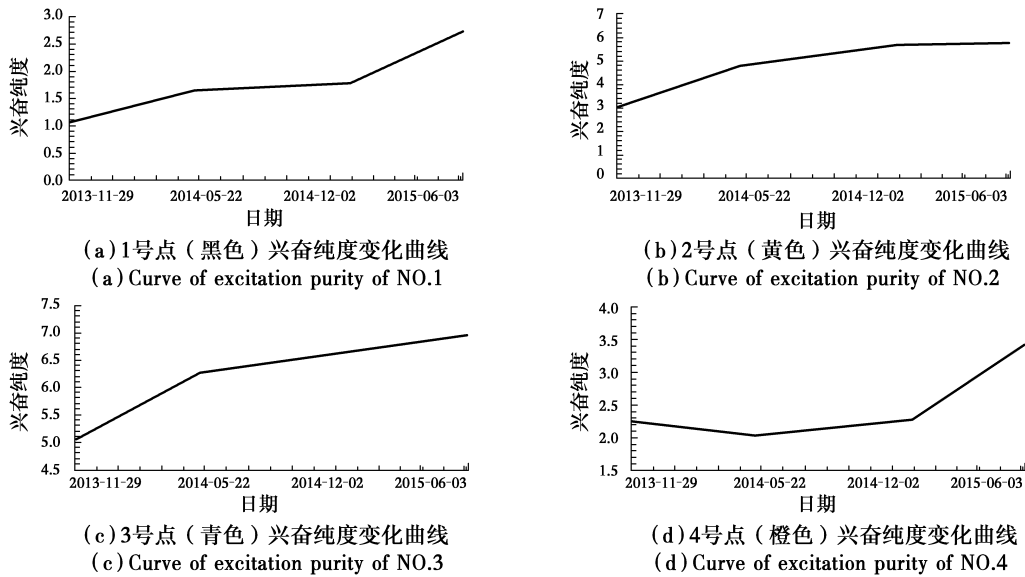 3.0
2.5
2.0
1.5
1.0
0.5
0.0
兴奋纯度
2013-11-29 2014-05-22 2014-12-02 2015-06-03
日期
(a)1号点（黑色）兴奋纯度变化曲线
(a)Curve of excitation purity of NO.1
7
6
5
4
3
2
1
0
兴奋纯度
2013-11-29 2014-05-22 2014-12-02 2015-06-03
日期
(b)2号点（黄色）兴奋纯度变化曲线
(b)Curve of excitation purity of NO.2
7.5
7.0
6.5
6.0
5.5
5.0
4.5
兴奋纯度
2013-11-29 2014-05-22 2014-12-02 2015-06-03
日期
(c)3号点（青色）兴奋纯度变化曲线
(c)Curve of excitation purity of NO.3
4.0
3.5
3.0
2.5
2.0
1.5
兴奋纯度
2013-11-29 2014-05-22 2014-12-02 2015-06-03
日期
(d)4号点（橙色）兴奋纯度变化曲线
(d)Curve of excitation purity of NO.4